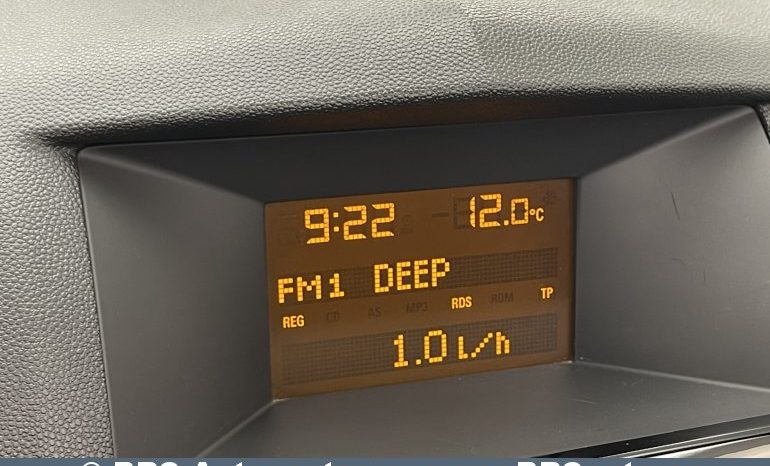 9:22 12.0°C
FM1 DEEP
REG CD AS MP3 RDS RDM TP
1.0 l/h